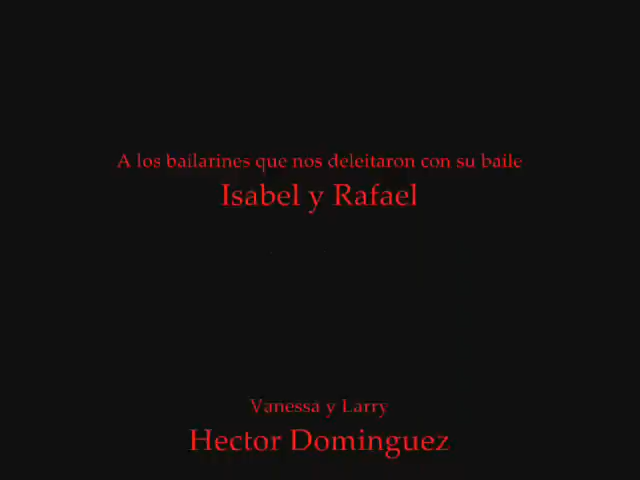 A los bailarines que nos deleitaron con su baile
Isabel y Rafael
Vanessa y Larry
Hector Dominguez